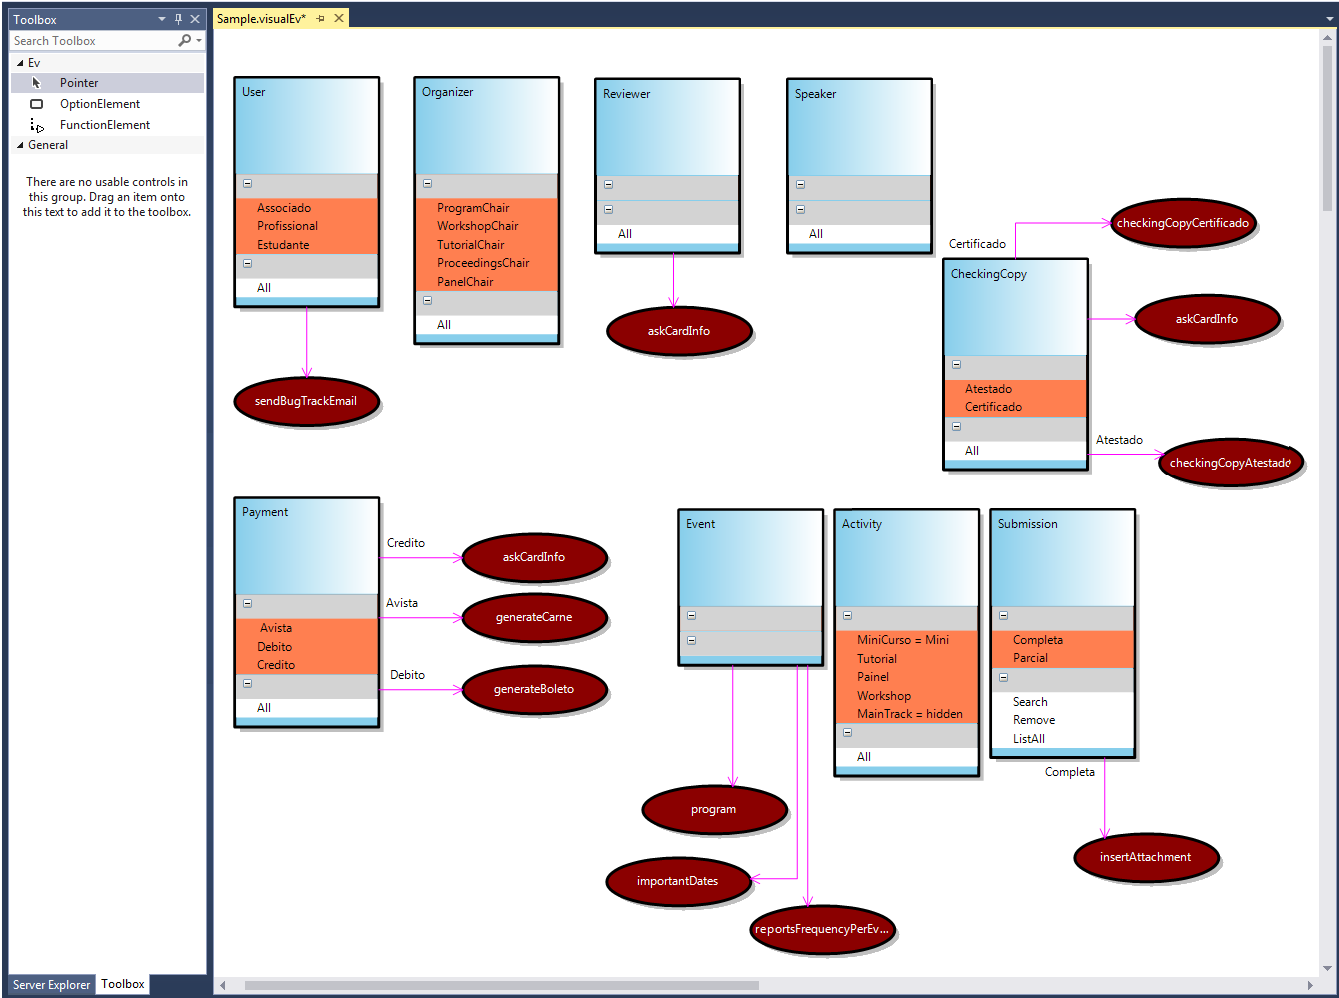 Toolbox
Search Toolbox
Ev
Pointer
OptionElement
FunctionElement
General
There are no usable controls in
this group. Drag an item onto
this text to add it to the toolbox.
Server Explorer
Toolbox
Sample.visualEv*
User
Associado
Profissional
Estudante
All
sendBugTrackEmail
Organizer
ProgramChair
WorkshopChair
TutorialChair
ProceedingsChair
PanelChair
All
Reviewer
All
askCardInfo
Speaker
All
Certificado
checkingCopyCertificado
CheckingCopy
askCardInfo
Atestado
Certificado
All
Atestado
checkingCopyAtestado
Payment
Avista
Debito
Credito
All
Credito
askCardInfo
Avista
generateCarne
Debito
generateBoleto
Event
program
importantDates
reportsFrequencyPerEv...
Activity
MiniCurso = Mini
Tutorial
Painel
Workshop
MainTrack = hidden
All
Submission
Completa
Parcial
Search
Remove
ListAll
Completa
insertAttachment